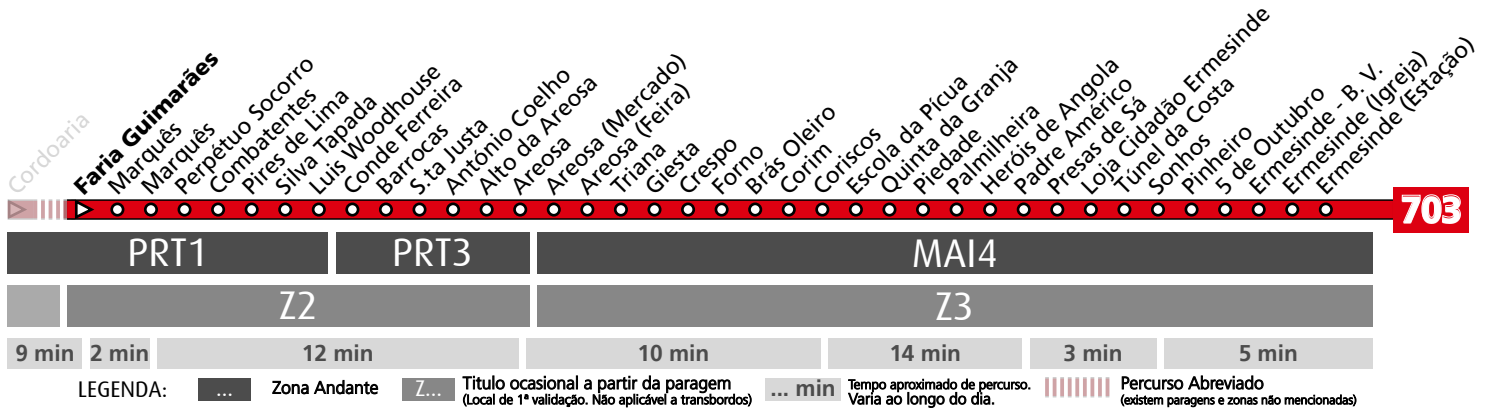 Cordoaria
Faria Guimarães
Marquês
Marquês
Perpétuo Socorro
Combatentes
Pires de Lima
Silva Tapada
Luis Woodhouse
Conde Ferreira
Barrocas
S.ta Justa
António Coelho
Alto da Areosa
Areosa
Areosa (Mercado)
Areosa (Feira)
Triana
Giesta
Crespo
Forno
Brás Oleiro
Corim
Coriscos
Escola da Pícua
Quinta da Granja
Piedade
Palmilheira
Heróis de Angola
Padre Américo
Presas de Sá
Loja Cidadão Ermesinde
Túnel da Costa
Sonhos
Pinheiro
5 de Outubro
Ermesinde - B. V.
Ermesinde (Igreja)
Ermesinde (Estação)
703
PRT1 PRT3 MAI4
Z2 Z3
9 min 2 min 12 min 10 min 14 min 3 min 5 min
LEGENDA:
... Zona Andante
Z... Titulo ocasional a partir da paragem
(Local de 1ª validação. Não aplicável a transbordos)
... min Tempo aproximado de percurso.
Varia ao longo do dia.
Percurso Abreviado
(existem paragens e zonas não mencionadas)